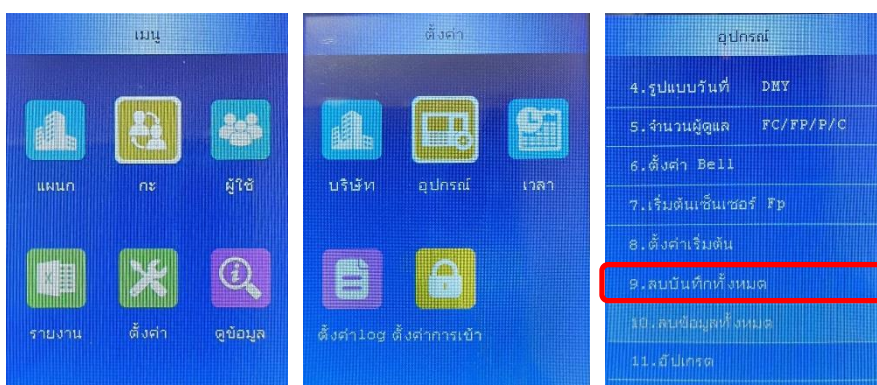 เมนู
แผนก กะ ผู้ใช้
รายงาน ตั้งค่า ดูข้อมูล
ตั้งค่า
บริษัท อุปกรณ์ เวลา
ตั้งค่าlog ตั้งค่าการเข้า
อุปกรณ์
4.รูปแบบวันที่ DMY
5.จำนวนผู้ดูแล FC/FP/P/C
6.ตั้งค่า Bell
7.เริ่มต้นเซ็นเซอร์ Fp
8.ตั้งค่าเริ่มต้น
9.ลบบันทึกทั้งหมด
10.ลบข้อมูลทั้งหมด
11.อัปเกรด